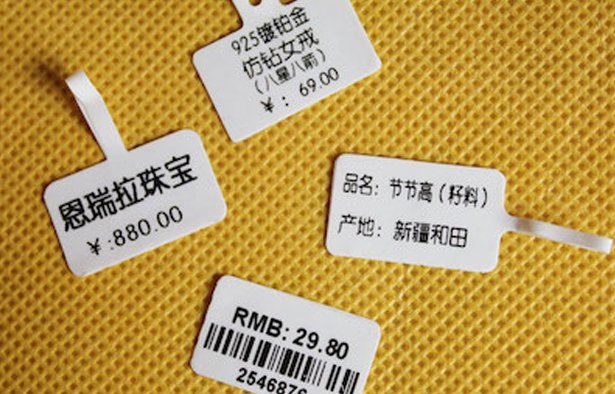 925镀铂金
仿钻女戒
(八星八箭)
¥: 69.00
恩瑞拉珠宝
¥:880.00
品名: 节节高(籽料)
产地: 新疆和田
RMB: 29.80
2546876